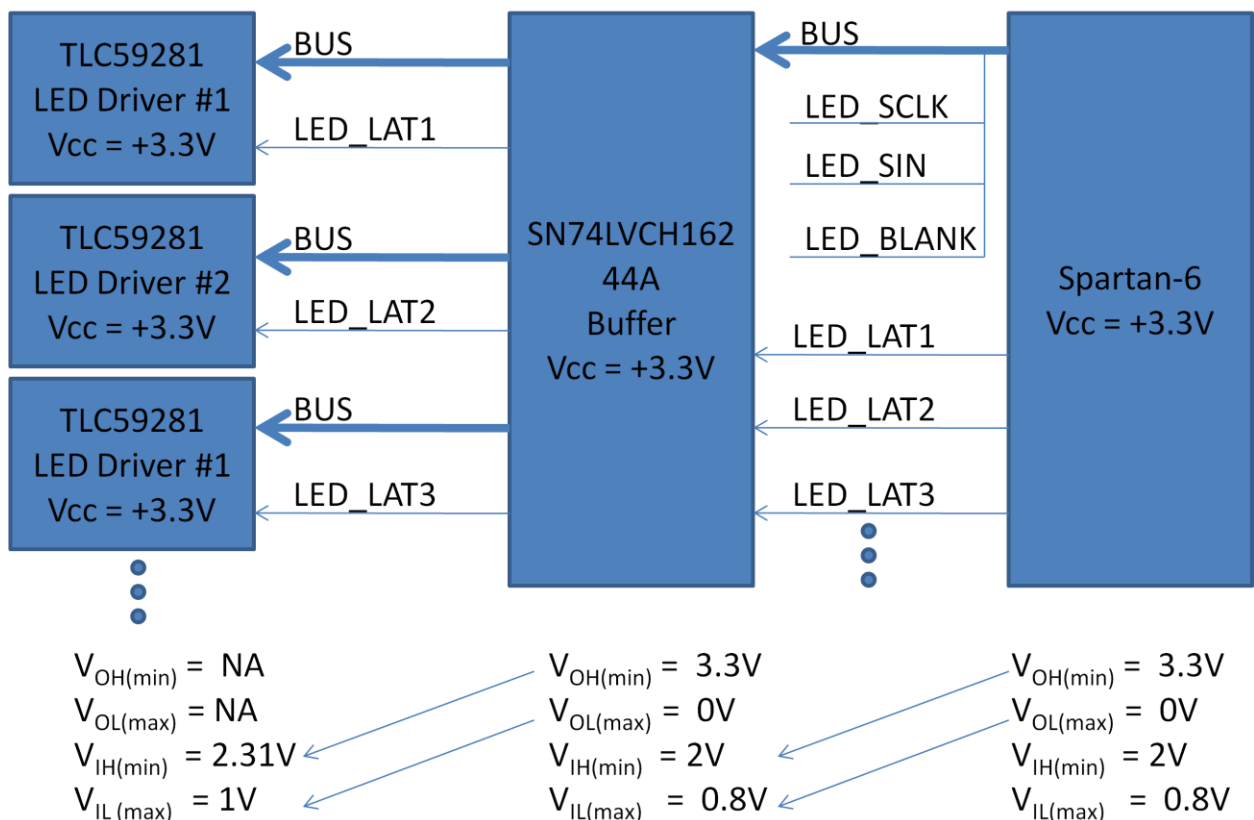 TLC59281
LED Driver #1
Vcc = +3.3V
BUS
LED_LAT1
TLC59281
LED Driver #2
Vcc = +3.3V
BUS
LED_LAT2
TLC59281
LED Driver #1
Vcc = +3.3V
BUS
LED_LAT3
SN74LVCH162
44A
Buffer
Vcc = +3.3V
BUS
LED_SCLK
LED_SIN
LED_BLANK
LED_LAT1
LED_LAT2
LED_LAT3
Spartan-6
Vcc = +3.3V
VOH(min) = NA
VOL(max) = NA
VIH(min) = 2.31V
VIL (max) = 1V
VOH(min) = 3.3V
VOL(max) = 0V
VIH(min) = 2V
VIL(max) = 0.8V
VOH(min) = 3.3V
VOL(max) = 0V
VIH(min) = 2V
VIL(max) = 0.8V